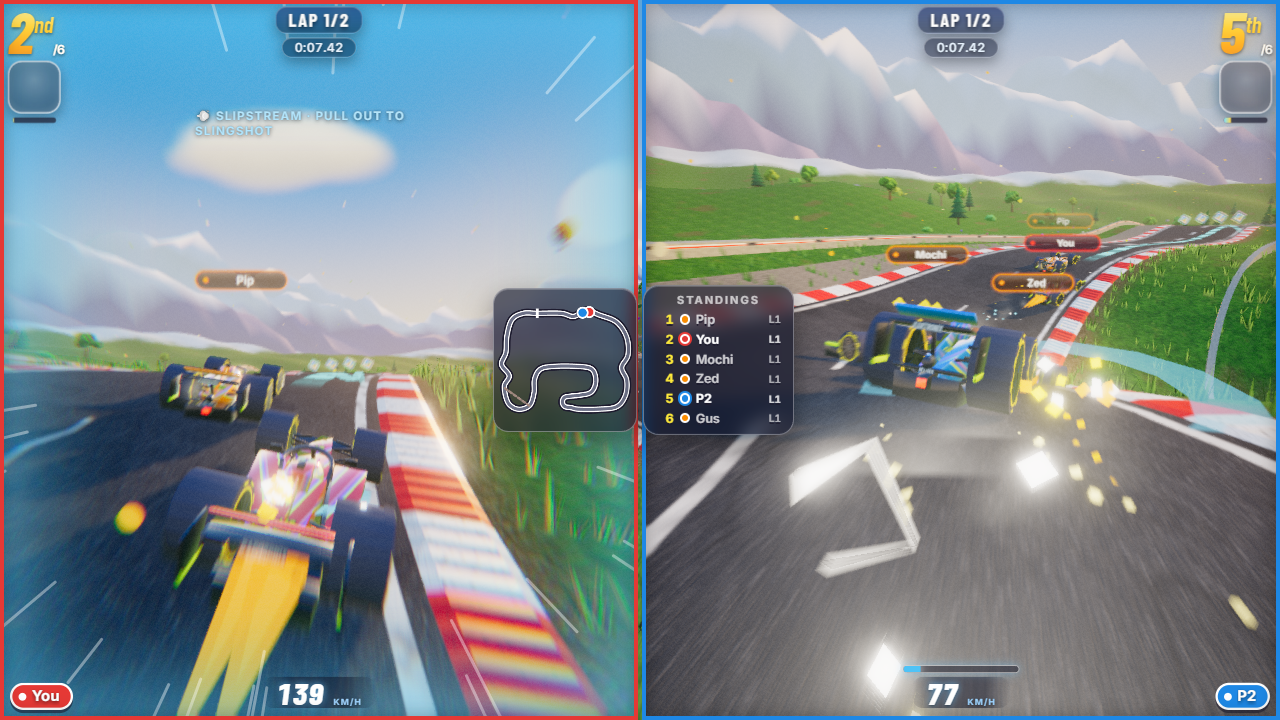 2nd /6
LAP 1/2
0:07.42
SLIPSTREAM PULL OUT TO
SLINGSHOT
Pip
139 KM/H
You
LAP 1/2
0:07.42
5th /6
Pip
You
Mochi
Zed
STANDINGS
1 Pip L1
2 You L1
3 Mochi L1
4 Zed L1
5 P2 L1
6 Gus L1
77 KM/H
P2